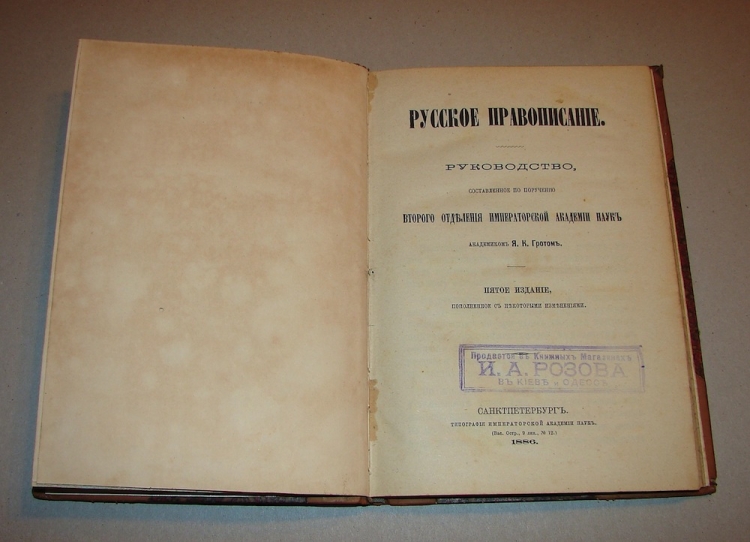 РУССКОЕ ПРАВОПИСАНІЕ.
РУКОВОДСТВО,
СОСТАВЛЕННОЕ ПО ПОРУЧЕНІЮ
ВТОРОГО ОТДѢЛЕНІЯ ИМПЕРАТОРСКОЙ АКАДЕМІИ НАУКЪ
АКАДЕМИКОМЪ Я. К. Гротомъ.
ПЯТОЕ ИЗДАНІЕ,
ПОПОЛНЕННОЕ СЪ НѢКОТОРЫМИ ИЗМѢНЕНІЯМИ.
Продается въ Книжныхъ Магазинахъ
И. А. РОЗОВА
ВЪ КІЕВѢ и ОДЕССѢ
САНКТПЕТЕРБУРГЪ.
ТИПОГРАФІЯ ИМПЕРАТОРСКОЙ АКАДЕМІИ НАУКЪ.
(Вас. Остр., 9 лин., № 12.)
1886.